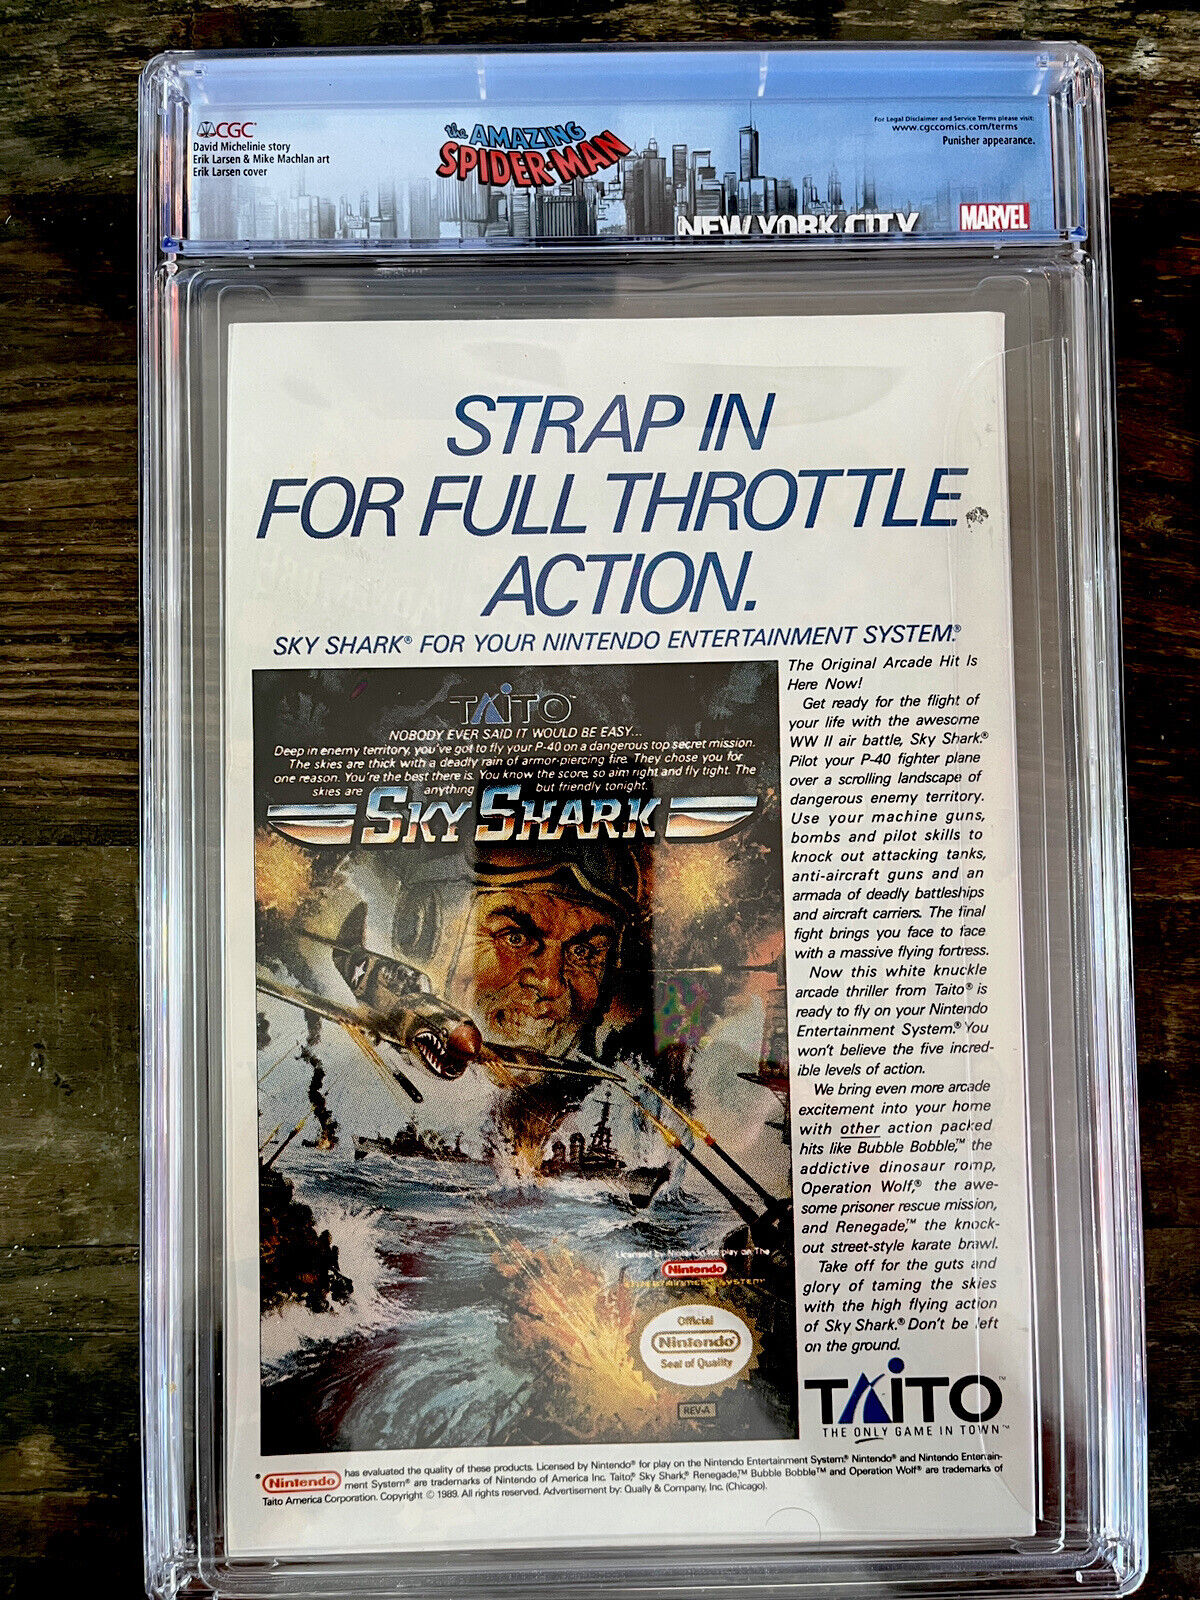 CGC
David Michelinie story
Erik Larsen & Mike Machlan art
Erik Larsen cover
the AMAZING
SPIDER-MAN
For Legal Disclaimer and Service Terms please visit:
www.cgccomics.com/terms
Punisher appearance.
NEW YORK CITY
MARVEL
STRAP IN
FOR FULL THROTTLE
ACTION.
SKY SHARK® FOR YOUR NINTENDO ENTERTAINMENT SYSTEM®
TAITO™
NOBODY EVER SAID IT WOULD BE EASY...
Deep in enemy territory, you've got to fly your P-40 on a dangerous top secret mission.
The skies are thick with a deadly rain of armor-piercing fire. They chose you for
one reason. You're the best there is. You know the score, so aim right and fly tight. The
skies are anything but friendly tonight.
SKY SHARK
Licensed by Nintendo for play on The
Nintendo
ENTERTAINMENT SYSTEM
Official
Nintendo®
Seal of Quality
REV-A
The Original Arcade Hit Is
Here Now!
Get ready for the flight of
your life with the awesome
WW II air battle, Sky Shark®.
Pilot your P-40 fighter plane
over a scrolling landscape of
dangerous enemy territory.
Use your machine guns,
bombs and pilot skills to
knock out attacking tanks,
anti-aircraft guns and an
armada of deadly battleships
and aircraft carriers. The final
fight brings you face to face
with a massive flying fortress.
Now this white knuckle
arcade thriller from Taito® is
ready to fly on your Nintendo
Entertainment System.® You
won't believe the five incred-
ible levels of action.
We bring even more arcade
excitement into your home
with other action packed
hits like Bubble Bobble,™ the
addictive dinosaur romp,
Operation Wolf,® the awe-
some prisoner rescue mission,
and Renegade,™ the knock-
out street-style karate brawl.
Take off for the guts and
glory of taming the skies
with the high flying action
of Sky Shark.® Don't be left
on the ground.
TAITO™
THE ONLY GAME IN TOWN™
Nintendo has evaluated the quality of these products. Licensed by Nintendo® for play on the Nintendo Entertainment System®. Nintendo® and Nintendo Entertain-
ment System® are trademarks of Nintendo of America Inc. Taito,® Sky Shark,® Renegade,™ Bubble Bobble™ and Operation Wolf® are trademarks of
Taito America Corporation. Copyright © 1989. All rights reserved. Advertisement by: Qually & Company, Inc. (Chicago).